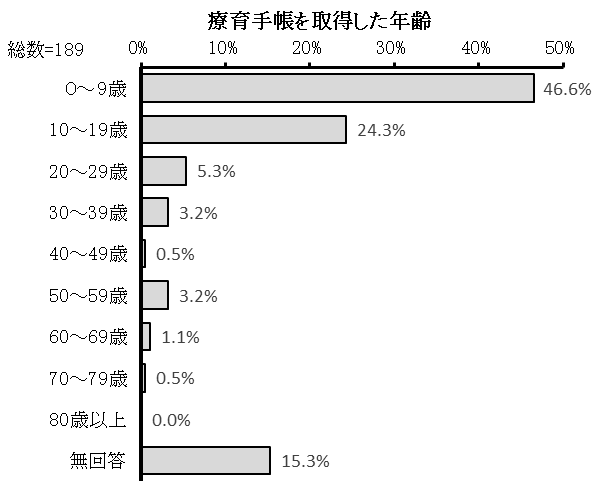 療育手帳を取得した年齢
総数=189
0% 10% 20% 30% 40% 50%
0～9歳 46.6%
10～19歳 24.3%
20～29歳 5.3%
30～39歳 3.2%
40～49歳 0.5%
50～59歳 3.2%
60～69歳 1.1%
70～79歳 0.5%
80歳以上 0.0%
無回答 15.3%